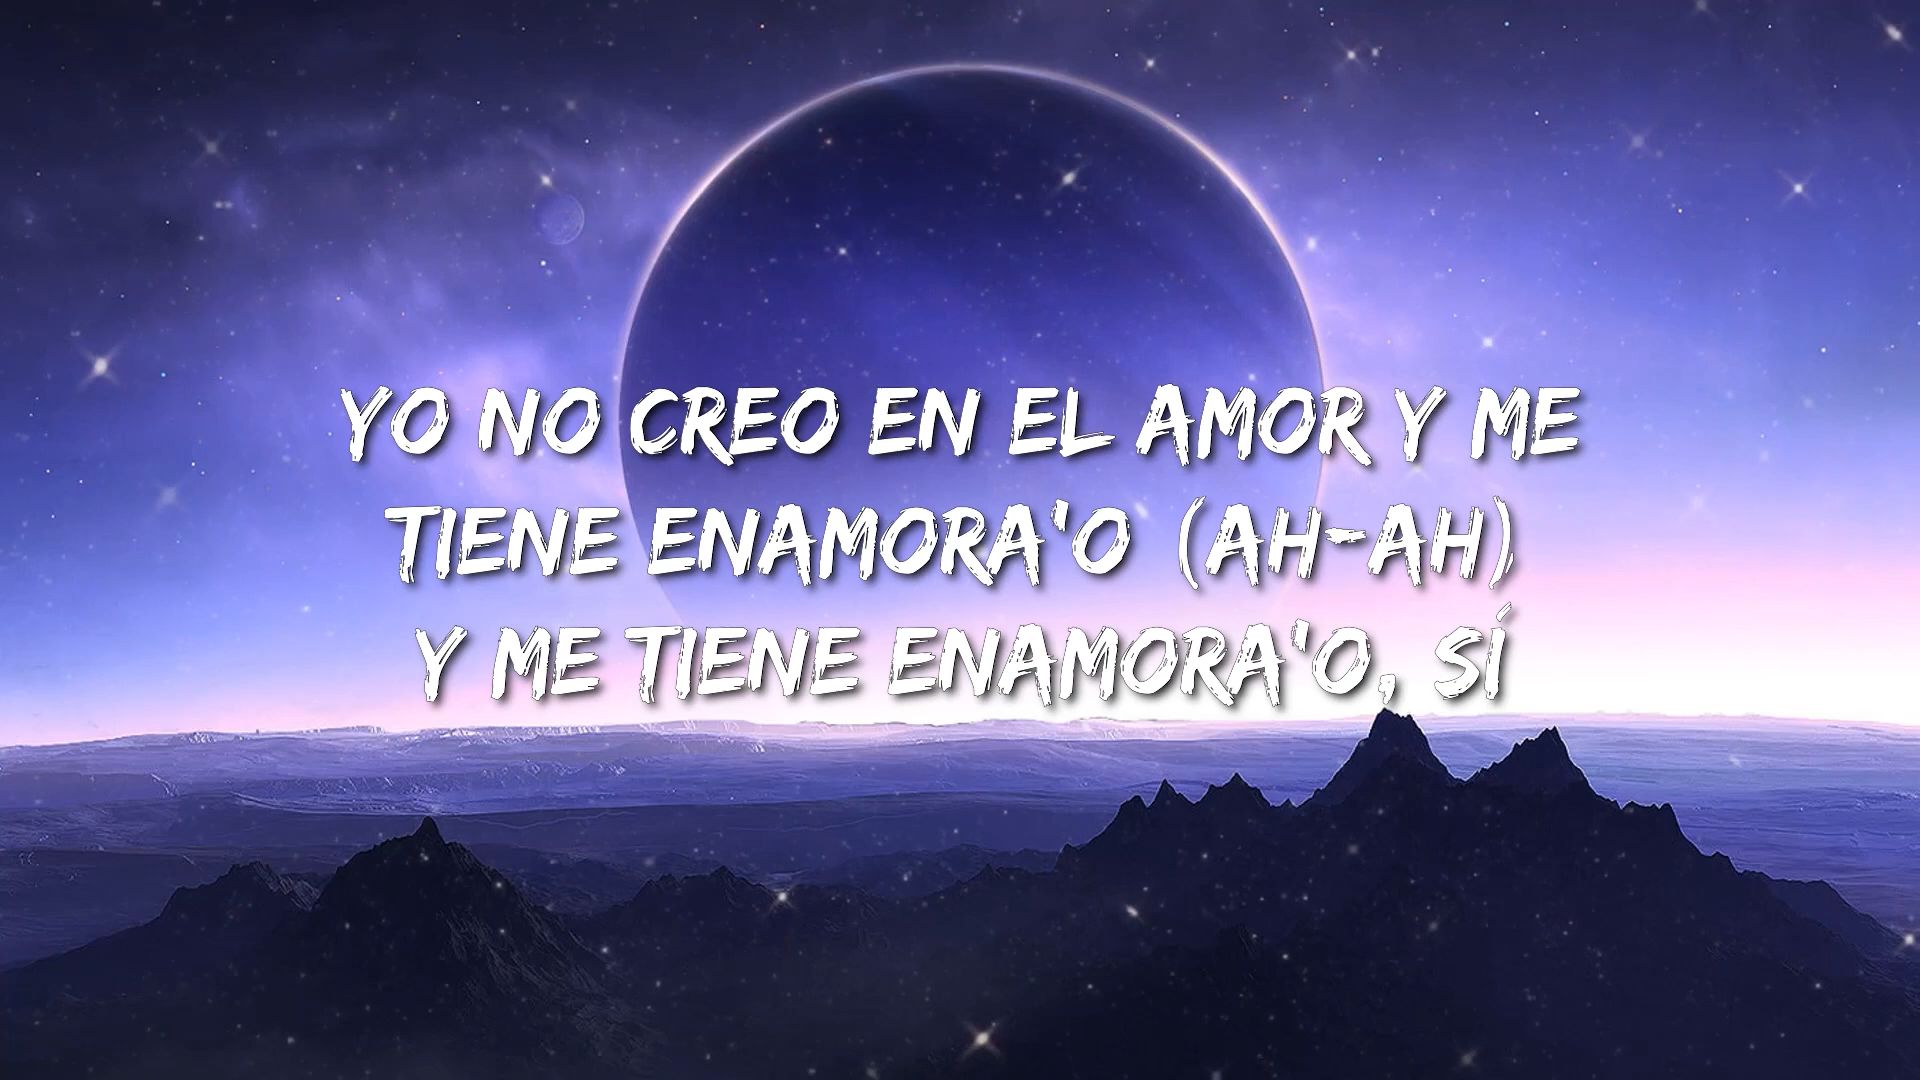 YO NO CREO EN EL AMOR Y ME
TIENE ENAMORA'O (AH-AH)
Y ME TIENE ENAMORA'O, SÍ